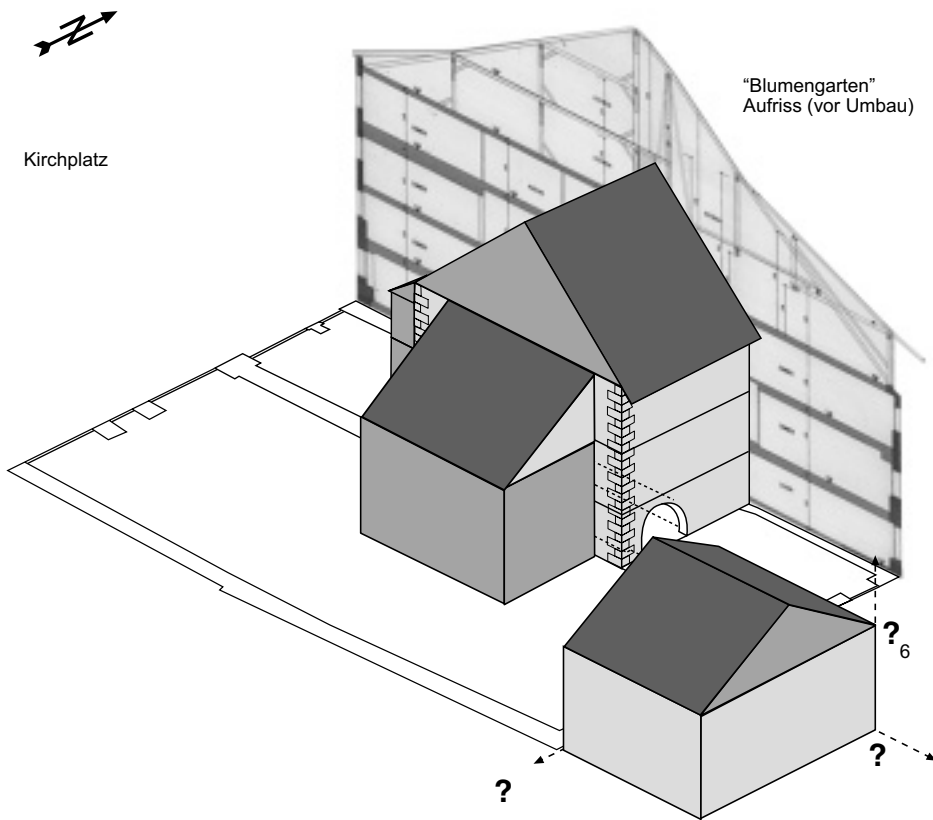 N
“Blumengarten”
Aufriss (vor Umbau)
Kirchplatz
?6
?
?